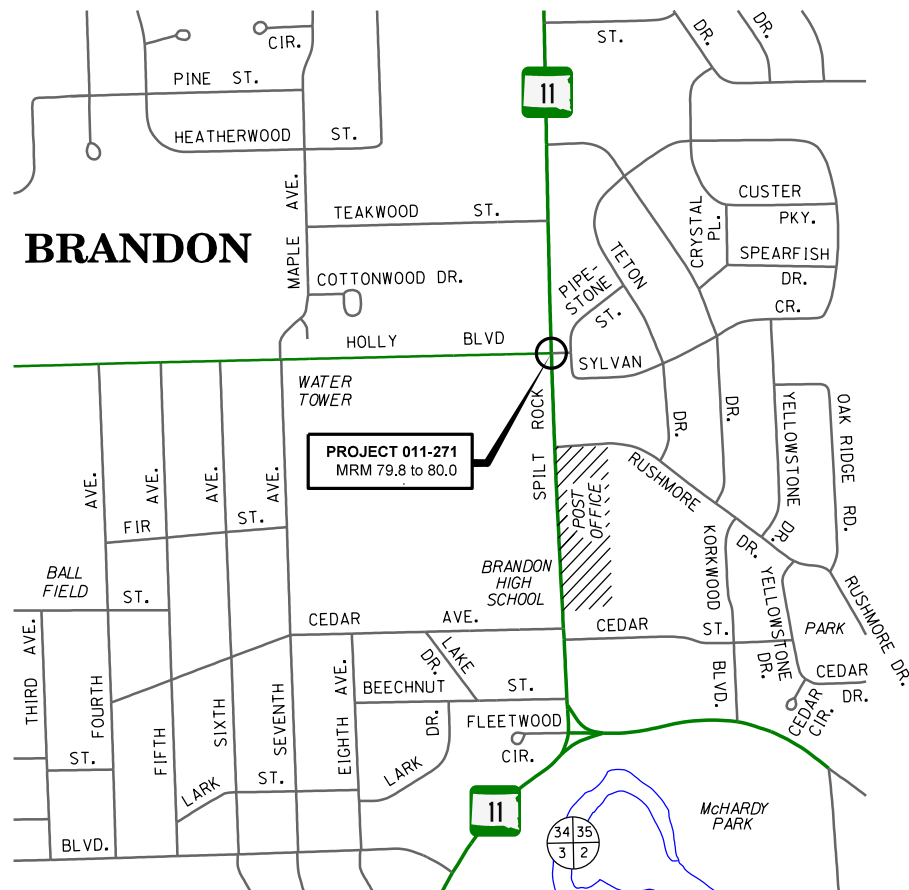 ST.
DR.
DR.
CIR.
PINE ST.
11
HEATHERWOOD ST.
MAPLE AVE.
TEAKWOOD ST.
CUSTER
PKY.
CRYSTAL
PL.
SPEARFISH
DR.
CR.
BRANDON
COTTONWOOD DR.
TETON
DR.
PIPE-
STONE
ST.
HOLLY BLVD
SYLVAN
DR.
WATER
TOWER
SPILT ROCK
PROJECT 011-271
MRM 79.8 to 80.0
YELLOWSTONE
DR.
OAK RIDGE RD.
RUSHMORE
DR.
POST
OFFICE
AVE.
AVE.
AVE.
AVE.
FIR ST.
KORKWOOD
BLVD.
BALL
FIELD
ST.
BRANDON
HIGH
SCHOOL
YELLOWSTONE
DR.
PARK
RUSHMORE DR.
CEDAR AVE.
CEDAR ST.
THIRD AVE.
FOURTH
FIFTH
SIXTH
SEVENTH
EIGHTH AVE.
LAKE
DR.
BEECHNUT ST.
DR.
LARK
CEDAR
DR.
CEDAR
CIR.
FLEETWOOD
CIR.
ST.
LARK ST.
11
McHARDY
PARK
34 35
3 2
BLVD.